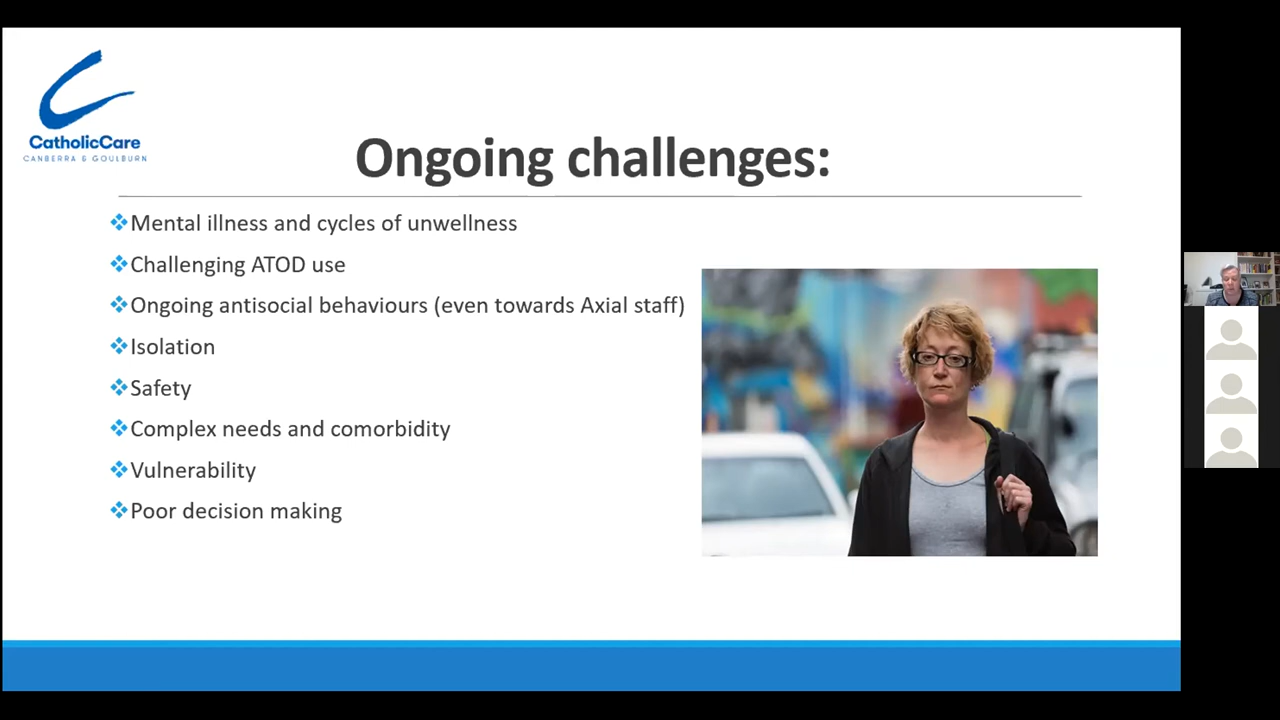 CatholicCare
CANBERRA & GOULBURN
Ongoing challenges:
Mental illness and cycles of unwellness
Challenging ATOD use
Ongoing antisocial behaviours (even towards Axial staff)
Isolation
Safety
Complex needs and comorbidity
Vulnerability
Poor decision making